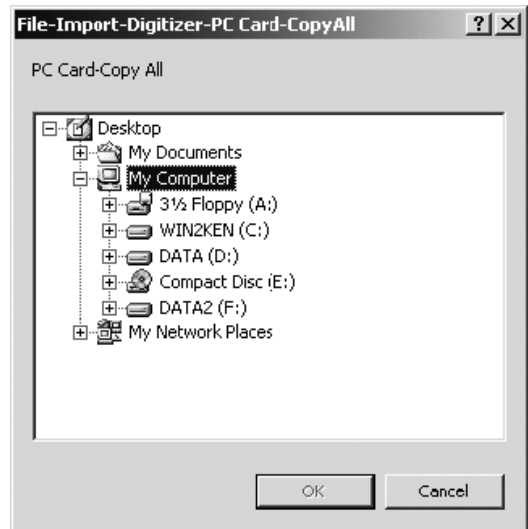 File-Import-Digitizer-PC Card-CopyAll
PC Card-Copy All
Desktop
My Documents
My Computer
3½ Floppy (A:)
WIN2KEN (C:)
DATA (D:)
Compact Disc (E:)
DATA2 (F:)
My Network Places
OK Cancel